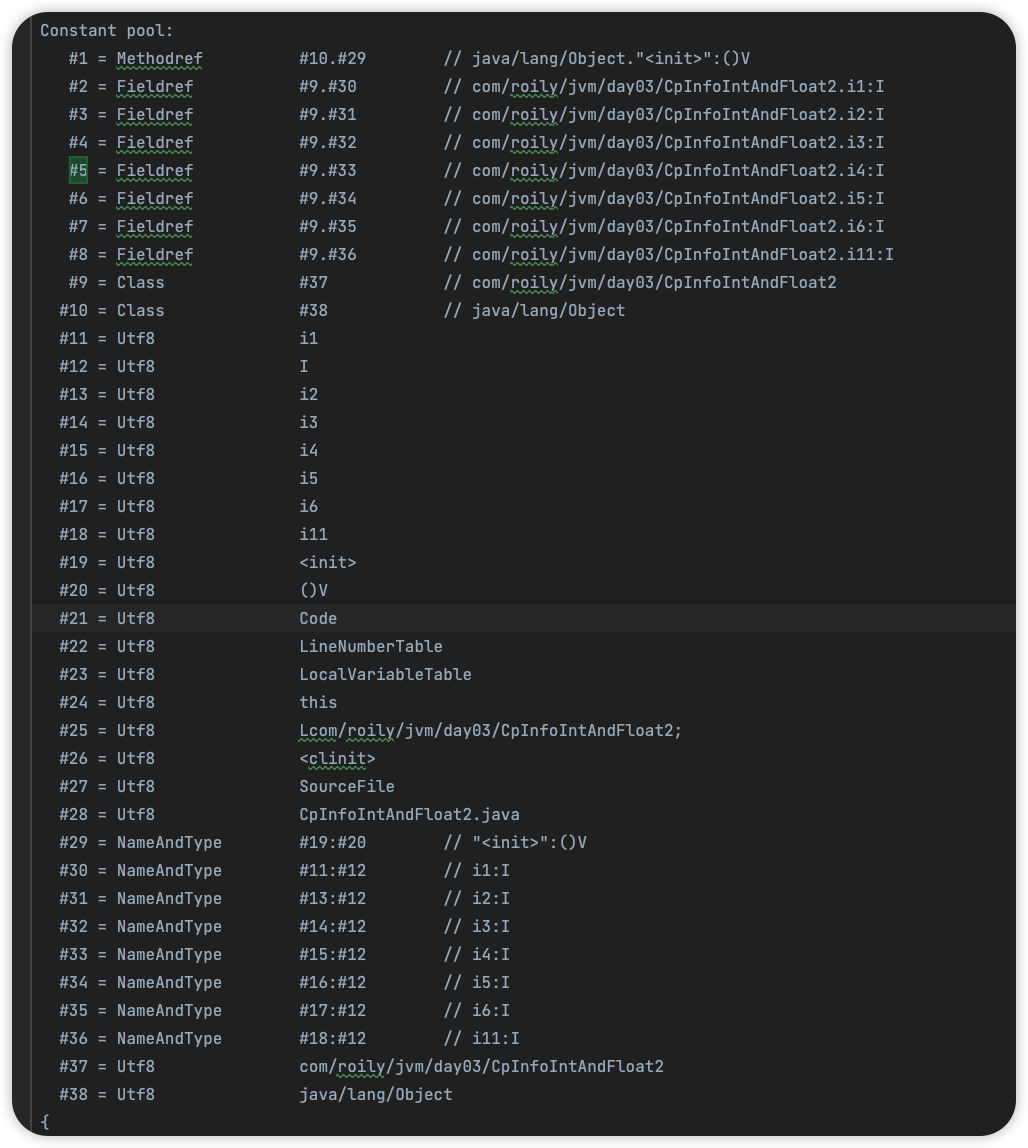 Constant pool:
#1 = Methodref #10.#29 // java/lang/Object."<init>":()V
#2 = Fieldref #9.#30 // com/roily/jvm/day03/CpInfoIntAndFloat2.i1:I
#3 = Fieldref #9.#31 // com/roily/jvm/day03/CpInfoIntAndFloat2.i2:I
#4 = Fieldref #9.#32 // com/roily/jvm/day03/CpInfoIntAndFloat2.i3:I
#5 = Fieldref #9.#33 // com/roily/jvm/day03/CpInfoIntAndFloat2.i4:I
#6 = Fieldref #9.#34 // com/roily/jvm/day03/CpInfoIntAndFloat2.i5:I
#7 = Fieldref #9.#35 // com/roily/jvm/day03/CpInfoIntAndFloat2.i6:I
#8 = Fieldref #9.#36 // com/roily/jvm/day03/CpInfoIntAndFloat2.i11:I
#9 = Class #37 // com/roily/jvm/day03/CpInfoIntAndFloat2
#10 = Class #38 // java/lang/Object
#11 = Utf8 i1
#12 = Utf8 I
#13 = Utf8 i2
#14 = Utf8 i3
#15 = Utf8 i4
#16 = Utf8 i5
#17 = Utf8 i6
#18 = Utf8 i11
#19 = Utf8 <init>
#20 = Utf8 ()V
#21 = Utf8 Code
#22 = Utf8 LineNumberTable
#23 = Utf8 LocalVariableTable
#24 = Utf8 this
#25 = Utf8 Lcom/roily/jvm/day03/CpInfoIntAndFloat2;
#26 = Utf8 <clinit>
#27 = Utf8 SourceFile
#28 = Utf8 CpInfoIntAndFloat2.java
#29 = NameAndType #19:#20 // "<init>":()V
#30 = NameAndType #11:#12 // i1:I
#31 = NameAndType #13:#12 // i2:I
#32 = NameAndType #14:#12 // i3:I
#33 = NameAndType #15:#12 // i4:I
#34 = NameAndType #16:#12 // i5:I
#35 = NameAndType #17:#12 // i6:I
#36 = NameAndType #18:#12 // i11:I
#37 = Utf8 com/roily/jvm/day03/CpInfoIntAndFloat2
#38 = Utf8 java/lang/Object
{